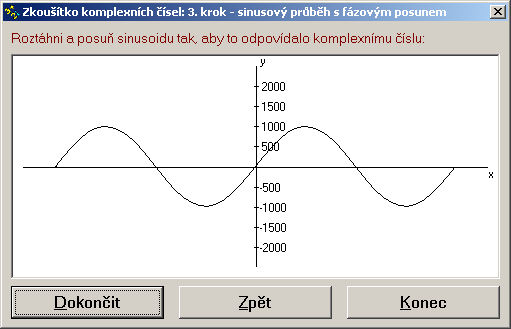 Zkoušítko komplexních čísel: 3. krok - sinusový průběh s fázovým posunem
Roztáhni a posuň sinusoidu tak, aby to odpovídalo komplexnímu číslu:
y
2000
1500
1000
500
x
-500
-1000
-1500
-2000
Dokončit Zpět Konec